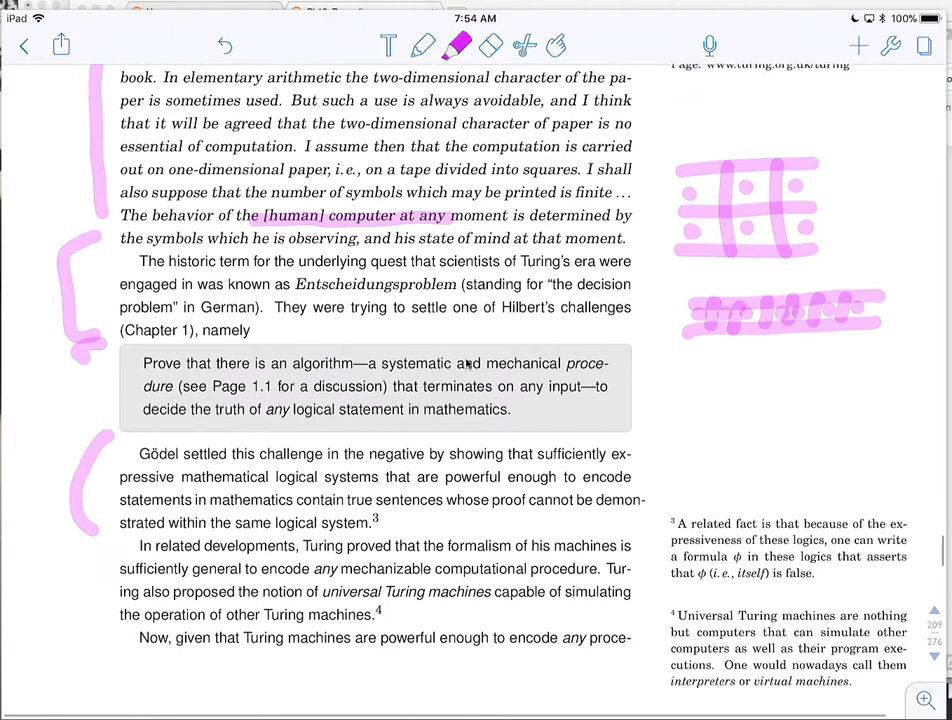 iPad
7:54 AM
100%
T
Page: www.turing.org.uk/turing
book. In elementary arithmetic the two-dimensional character of the pa-
per is sometimes used. But such a use is always avoidable, and I think
that it will be agreed that the two-dimensional character of paper is no
essential of computation. I assume then that the computation is carried
out on one-dimensional paper, i.e., on a tape divided into squares. I shall
also suppose that the number of symbols which may be printed is finite ...
The behavior of the [human] computer at any moment is determined by
the symbols which he is observing, and his state of mind at that moment.
The historic term for the underlying quest that scientists of Turing's era were
engaged in was known as Entscheidungsproblem (standing for "the decision
problem" in German). They were trying to settle one of Hilbert's challenges
(Chapter 1), namely
Prove that there is an algorithm—a systematic and mechanical proce-
dure (see Page 1.1 for a discussion) that terminates on any input—to
decide the truth of any logical statement in mathematics.
Gödel settled this challenge in the negative by showing that sufficiently ex-
pressive mathematical logical systems that are powerful enough to encode
statements in mathematics contain true sentences whose proof cannot be demon-
strated within the same logical system.3
In related developments, Turing proved that the formalism of his machines is
sufficiently general to encode any mechanizable computational procedure. Tur-
ing also proposed the notion of universal Turing machines capable of simulating
the operation of other Turing machines.4
Now, given that Turing machines are powerful enough to encode any proce-
3 A related fact is that because of the ex-
pressiveness of these logics, one can write
a formula ϕ in these logics that asserts
that ϕ (i.e., itself) is false.
4 Universal Turing machines are nothing
but computers that can simulate other
computers as well as their program exe-
cutions. One would nowadays call them
interpreters or virtual machines.
209
276